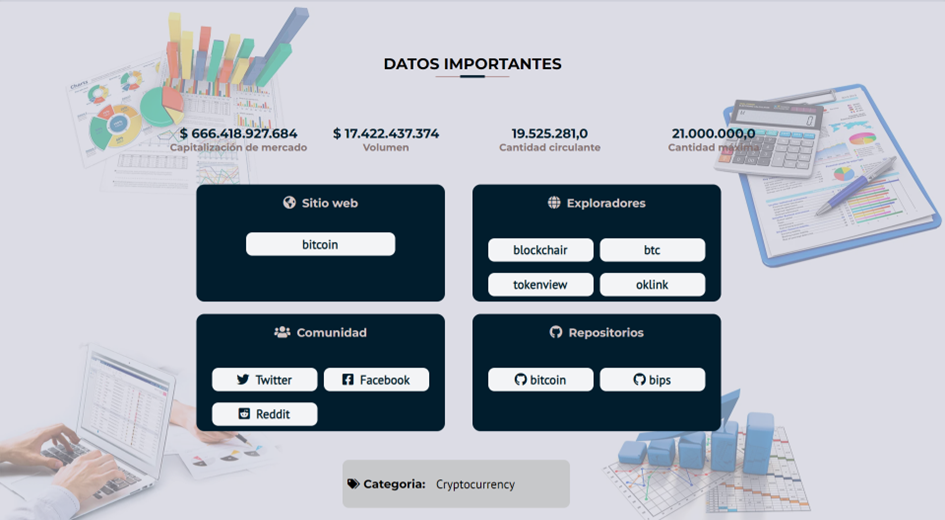 DATOS IMPORTANTES
$ 666.418.927.684
Capitalización de mercado
$ 17.422.437.374
Volumen
19.525.281,0
Cantidad circulante
21.000.000,0
Cantidad máxima
Sitio web
bitcoin
Exploradores
blockchair
btc
tokenview
oklink
Comunidad
Twitter
Facebook
Reddit
Repositorios
bitcoin
bips
Categoria: Cryptocurrency